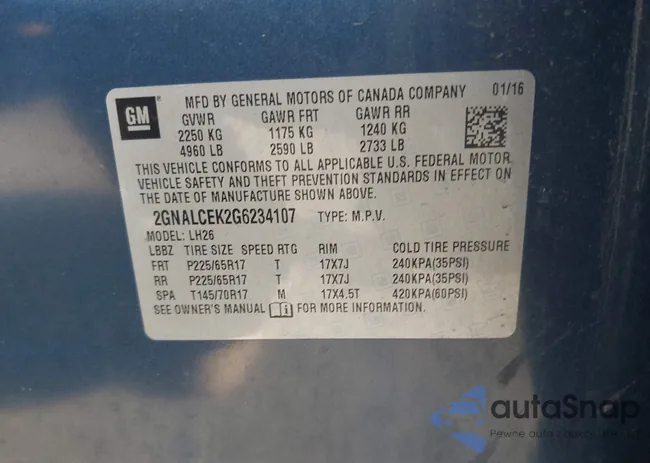 GM
MFD BY GENERAL MOTORS OF CANADA COMPANY 01/16
GVWR GAWR FRT GAWR RR
2250 KG 1175 KG 1240 KG
4960 LB 2590 LB 2733 LB
THIS VEHICLE CONFORMS TO ALL APPLICABLE U.S. FEDERAL MOTOR
VEHICLE SAFETY AND THEFT PREVENTION STANDARDS IN EFFECT ON
THE DATE OF MANUFACTURE SHOWN ABOVE.
2GNALCEK2G6234107 TYPE: M.P.V.
MODEL: LH26
LBBZ TIRE SIZE SPEED RTG RIM COLD TIRE PRESSURE
FRT P225/65R17 T 17X7J 240KPA(35PSI)
RR P225/65R17 T 17X7J 240KPA(35PSI)
SPA T145/70R17 M 17X4.5T 420KPA(60PSI)
SEE OWNER'S MANUAL FOR MORE INFORMATION.
autaSnap
Pewne auta z